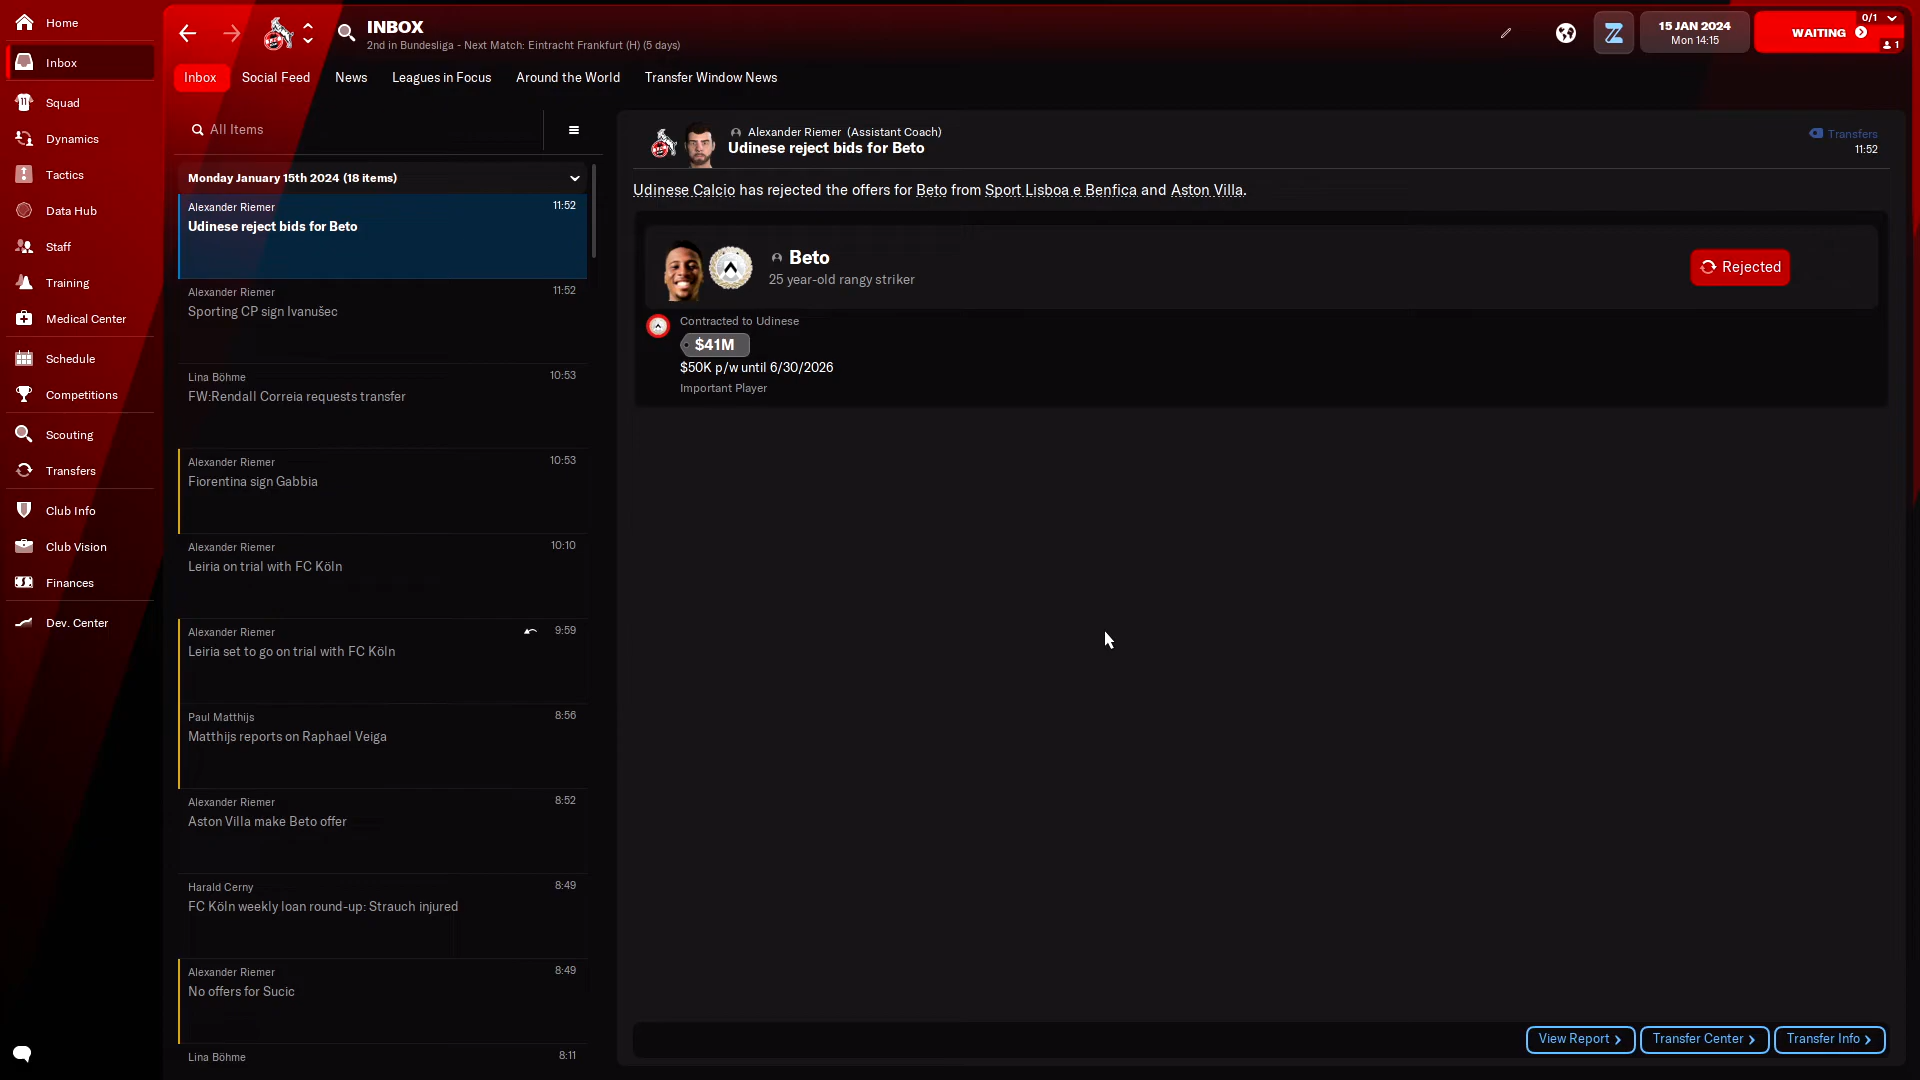 Home
Inbox
Squad
Dynamics
Tactics
Data Hub
Staff
Training
Medical Center
Schedule
Competitions
Scouting
Transfers
Club Info
Club Vision
Finances
Dev. Center
INBOX
2nd in Bundesliga - Next Match: Eintracht Frankfurt (H) (5 days)
15 JAN 2024
Mon 14:15
WAITING
0/1
1
Inbox
Social Feed
News
Leagues in Focus
Around the World
Transfer Window News
All Items
Monday January 15th 2024 (18 items)
Alexander Riemer 11:52
Udinese reject bids for Beto
Alexander Riemer 11:52
Sporting CP sign Ivanušec
Lina Böhme 10:53
FW:Rendall Correia requests transfer
Alexander Riemer 10:53
Fiorentina sign Gabbia
Alexander Riemer 10:10
Leiria on trial with FC Köln
Alexander Riemer 9:59
Leiria set to go on trial with FC Köln
Paul Matthijs 8:56
Matthijs reports on Raphael Veiga
Alexander Riemer 8:52
Aston Villa make Beto offer
Harald Cerny 8:49
FC Köln weekly loan round-up: Strauch injured
Alexander Riemer 8:49
No offers for Sucic
Lina Böhme 8:11
Alexander Riemer (Assistant Coach)
Udinese reject bids for Beto
Transfers
11:52
Udinese Calcio has rejected the offers for Beto from Sport Lisboa e Benfica and Aston Villa.
Beto
25 year-old rangy striker
Rejected
Contracted to Udinese
$41M
$50K p/w until 6/30/2026
Important Player
View Report
Transfer Center
Transfer Info